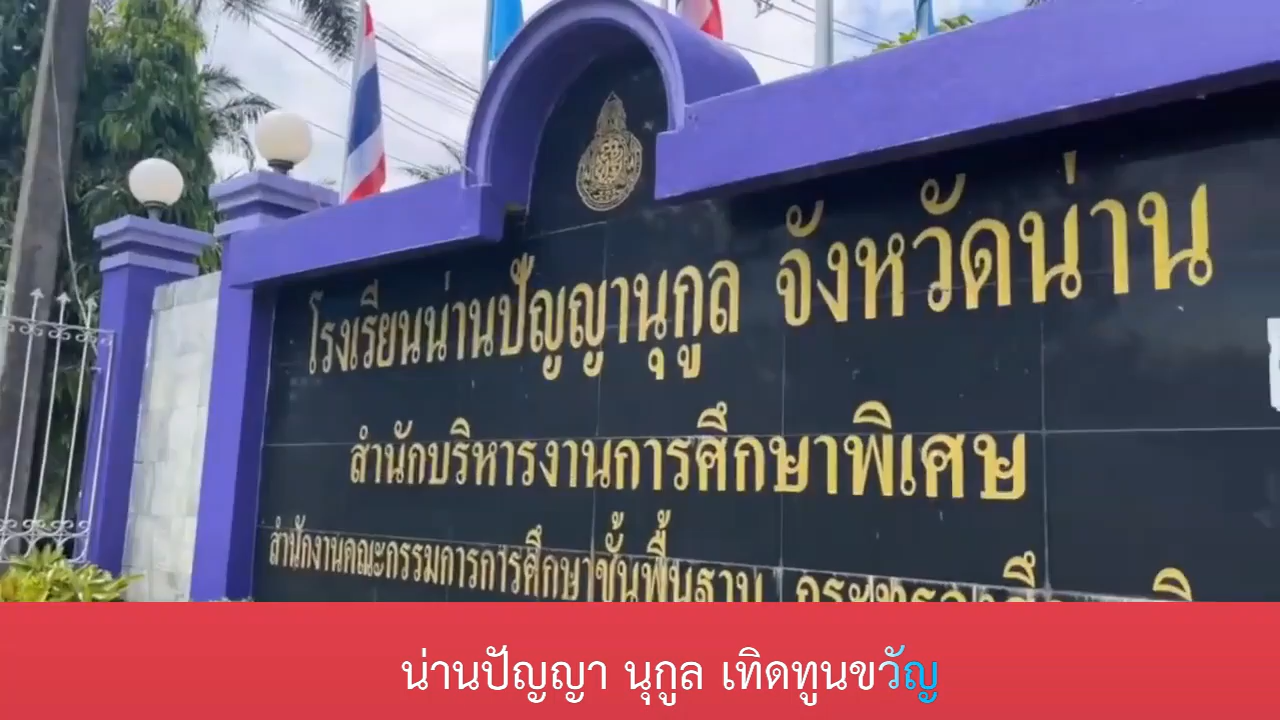 โรงเรียนน่านปัญญานุกูล จังหวัดน่าน
สำนักบริหารงานการศึกษาพิเศษ
สำนักงานคณะกรรมการการศึกษาขั้นพื้นฐาน
น่านปัญญา นุกูล เทิดทูนขวัญ